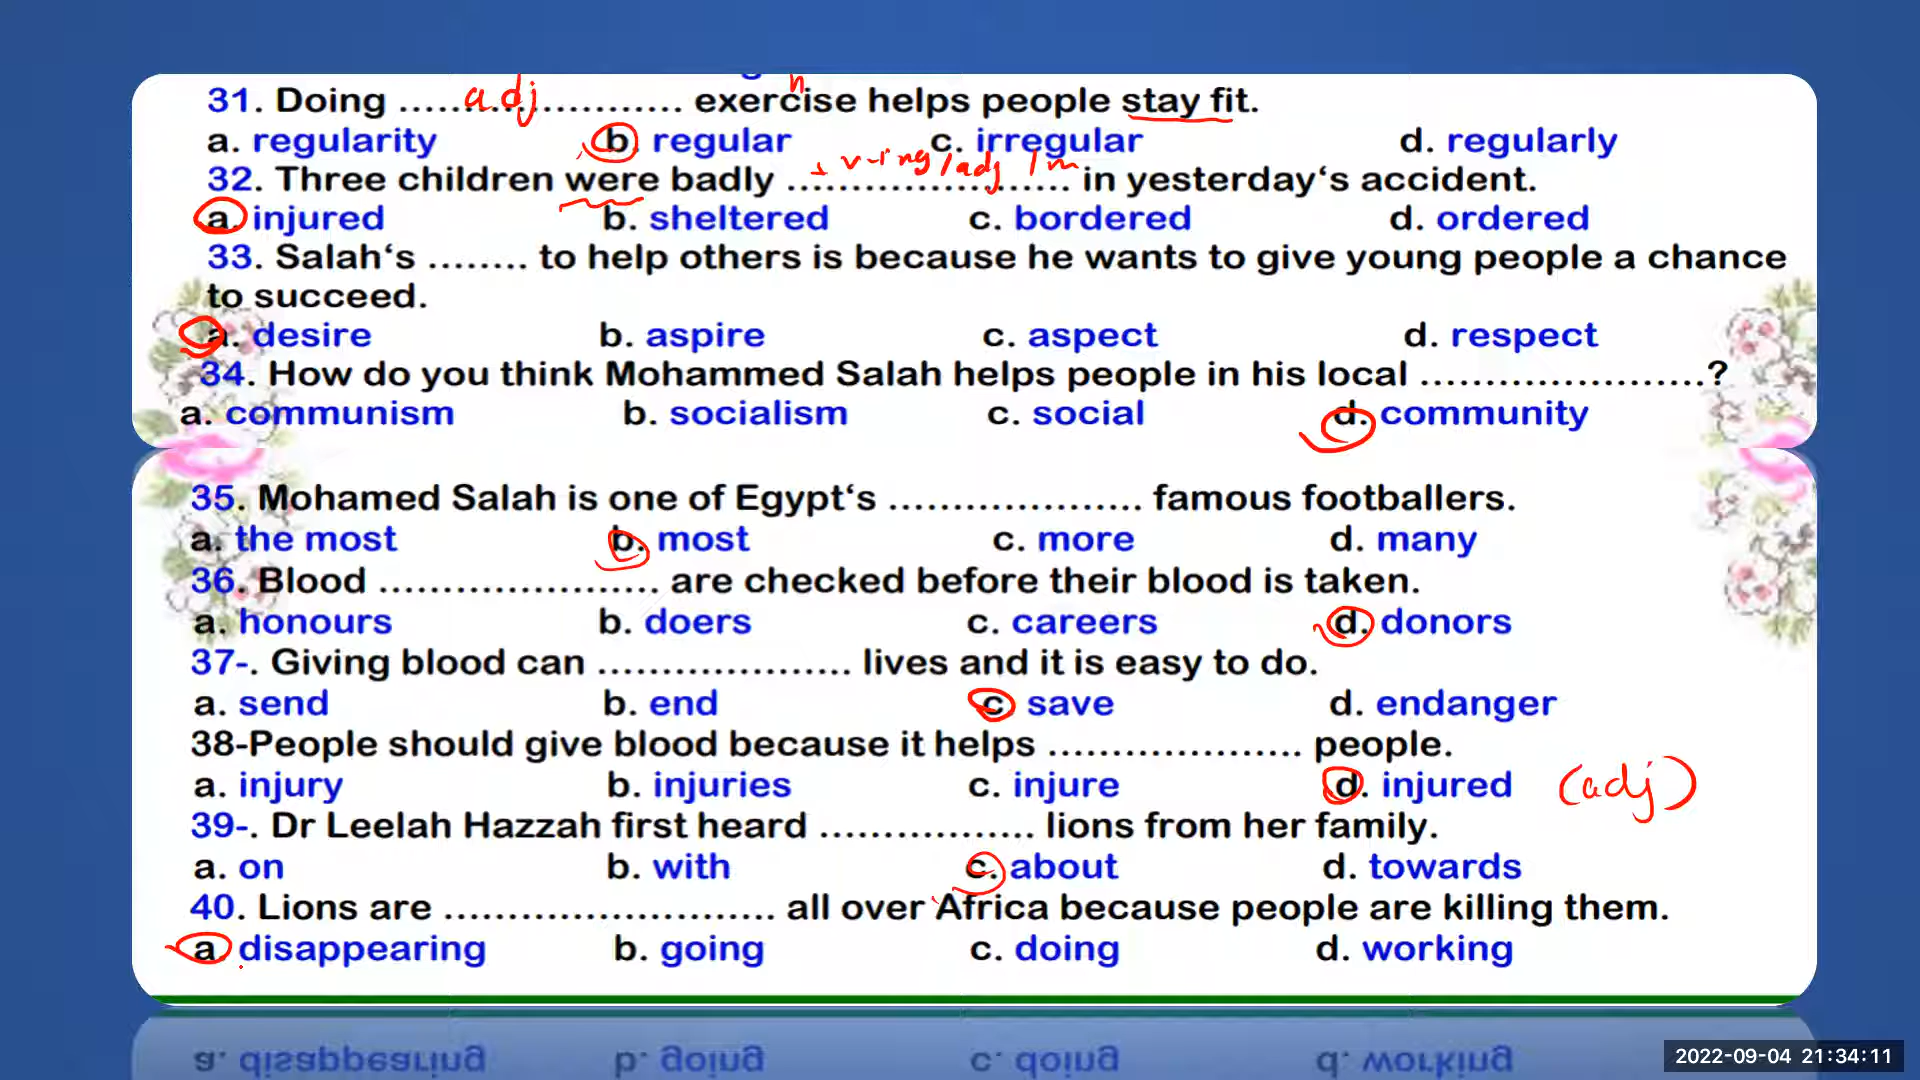 31. Doing ...................... exercise helps people stay fit.
adj
n
a. regularity b. regular c. irregular d. regularly
+ v-ing/adj /
32. Three children were badly ...................... in yesterday‘s accident.
a. injured b. sheltered c. bordered d. ordered
33. Salah‘s ........ to help others is because he wants to give young people a chance
to succeed.
a. desire b. aspire c. aspect d. respect
34. How do you think Mohammed Salah helps people in his local ......................?
a. communism b. socialism c. social d. community
35. Mohamed Salah is one of Egypt‘s .................... famous footballers.
a. the most b. most c. more d. many
36. Blood ...................... are checked before their blood is taken.
a. honours b. doers c. careers d. donors
37-. Giving blood can .................... lives and it is easy to do.
a. send b. end c. save d. endanger
38-People should give blood because it helps .................... people.
a. injury b. injuries c. injure d. injured (adj)
39-. Dr Leelah Hazzah first heard ................. lions from her family.
a. on b. with c. about d. towards
40. Lions are .......................... all over Africa because people are killing them.
a. disappearing b. going c. doing d. working
a. disappearing b. going c. doing d. working
2022-09-04 21:34:11